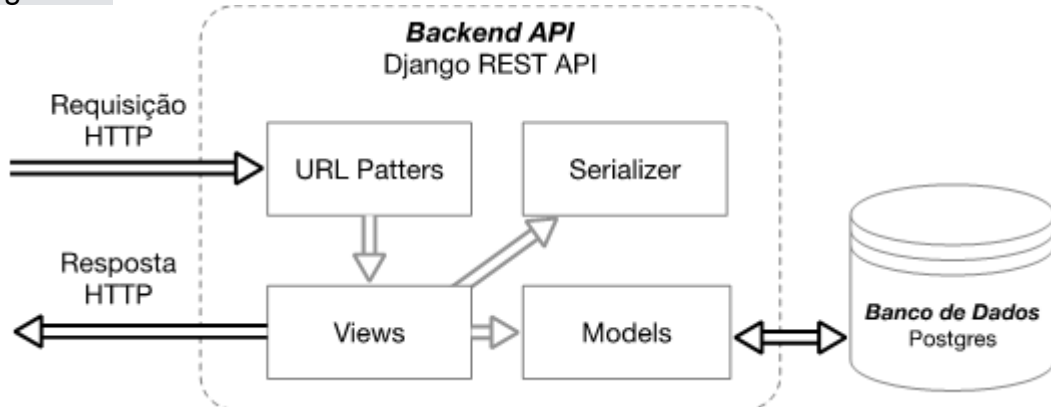 Backend API
Django REST API
Requisição
HTTP
URL Patters
Serializer
Resposta
HTTP
Views
Models
Banco de Dados
Postgres